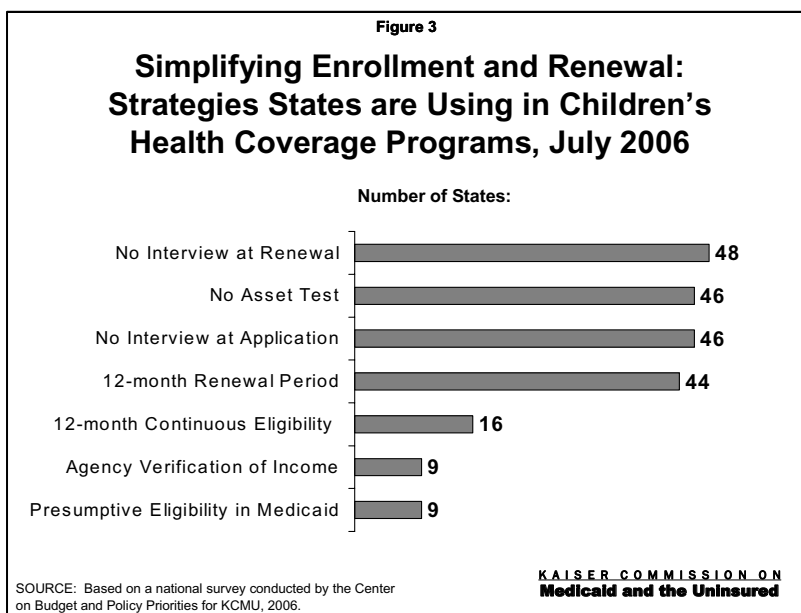 Figure 3
Simplifying Enrollment and Renewal:
Strategies States are Using in Children's
Health Coverage Programs, July 2006
Number of States:
No Interview at Renewal 48
No Asset Test 46
No Interview at Application 46
12-month Renewal Period 44
12-month Continuous Eligibility 16
Agency Verification of Income 9
Presumptive Eligibility in Medicaid 9
SOURCE: Based on a national survey conducted by the Center
on Budget and Policy Priorities for KCMU, 2006.
KAISER COMMISSION ON
Medicaid and the Uninsured